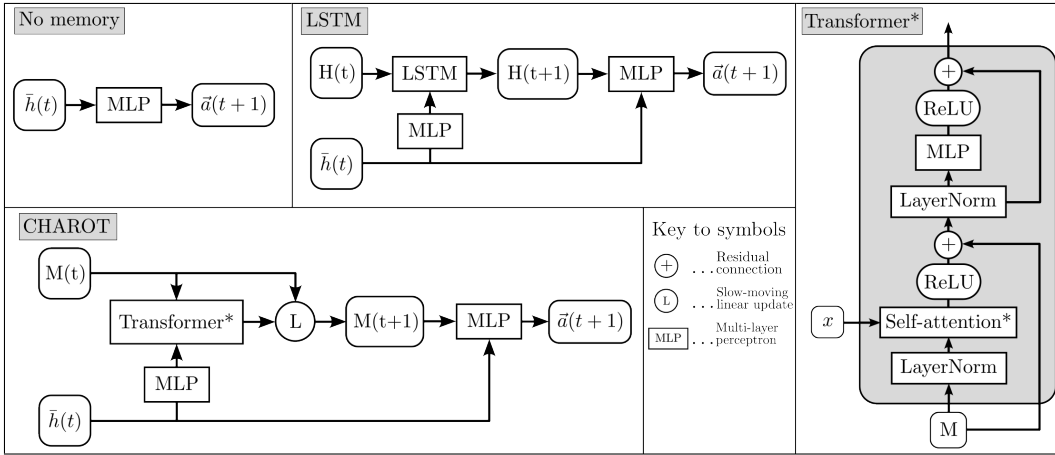 No memory
h̄(t)
MLP
a⃗(t + 1)
LSTM
H(t)
LSTM
H(t+1)
MLP
a⃗(t + 1)
MLP
h̄(t)
CHAROT
M(t)
Transformer*
L
M(t+1)
MLP
a⃗(t + 1)
MLP
h̄(t)
Key to symbols
+ ... Residual
connection
L ... Slow-moving
linear update
MLP ... Multi-layer
perceptron
Transformer*
+
ReLU
MLP
LayerNorm
+
ReLU
x
Self-attention*
LayerNorm
M